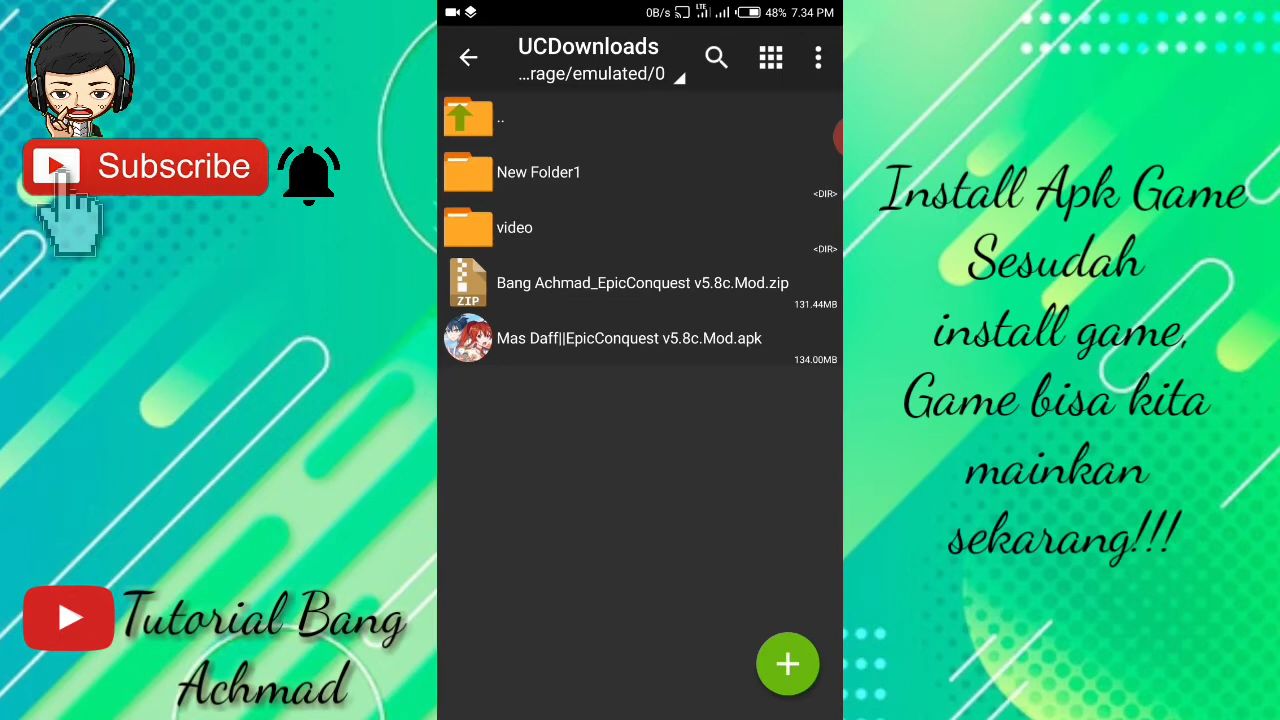 Subscribe
Tutorial Bang
Achmad
0B/s
LTE
48% 7.34 PM
UCDownloads
...rage/emulated/0
..
New Folder1
<DIR>
video
<DIR>
ZIP
Bang Achmad_EpicConquest v5.8c.Mod.zip
131.44MB
Mas Daff||EpicConquest v5.8c.Mod.apk
134.00MB
Install Apk Game
Sesudah
install game,
Game bisa kita
mainkan
sekarang!!!